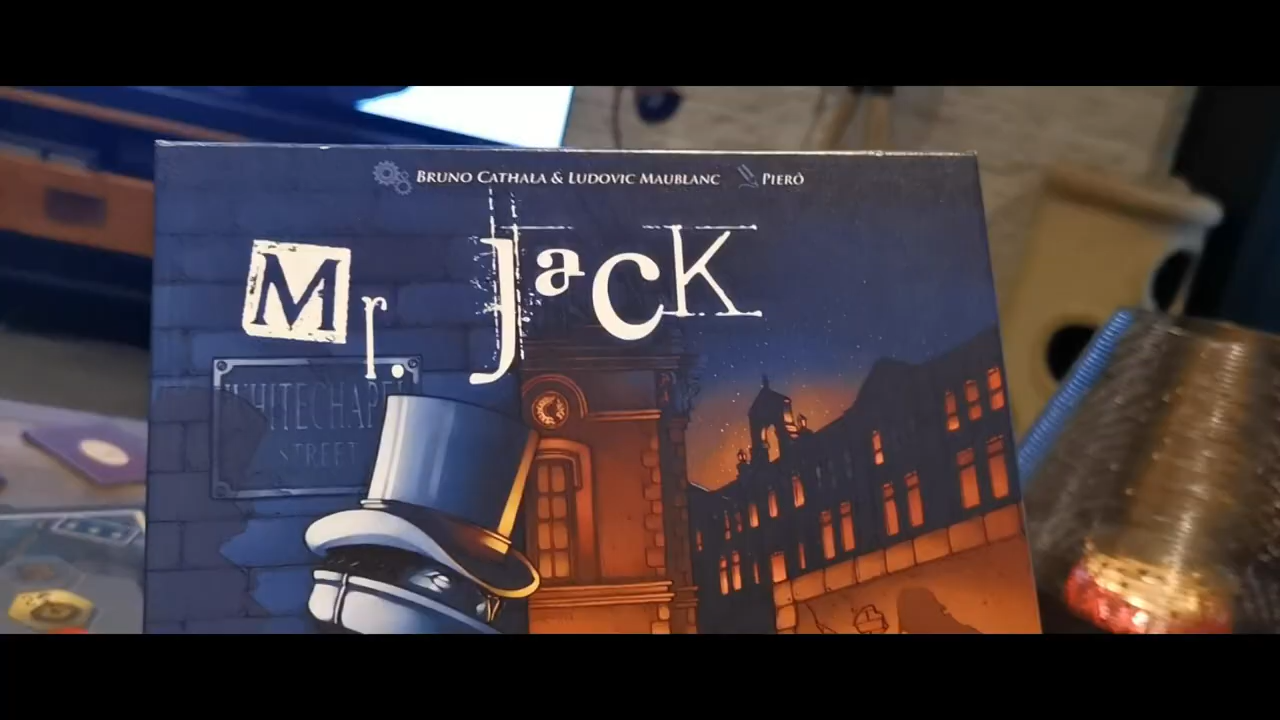 BRUNO CATHALA & LUDOVIC MAUBLANC PIERÒ
Mr. Jack
WHITECHAPEL
STREET